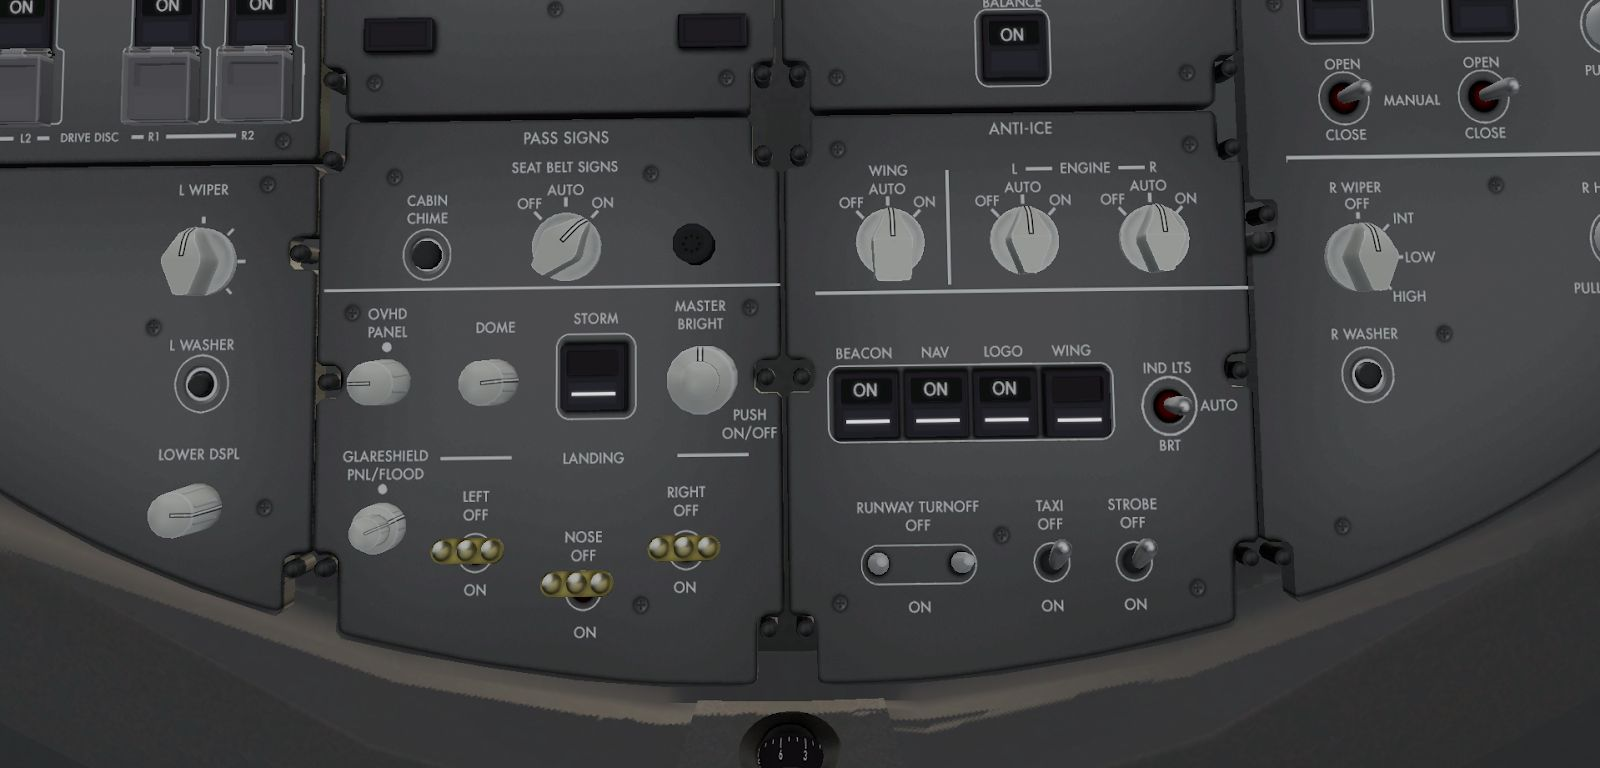 ON
ON
ON
L2
DRIVE DISC
R1
R2
BALANCE
ON
OPEN
OPEN
MANUAL
CLOSE
CLOSE
L WIPER
L WASHER
LOWER DSPL
PASS SIGNS
SEAT BELT SIGNS
AUTO
OFF
ON
CABIN
CHIME
OVHD
PANEL
DOME
STORM
MASTER
BRIGHT
PUSH
ON/OFF
GLARESHIELD
PNL/FLOOD
LANDING
LEFT
OFF
ON
NOSE
OFF
ON
RIGHT
OFF
ON
ANTI-ICE
WING
AUTO
OFF
ON
L
ENGINE
R
AUTO
OFF
ON
AUTO
OFF
ON
BEACON
NAV
LOGO
WING
ON
ON
ON
IND LTS
AUTO
BRT
RUNWAY TURNOFF
OFF
ON
TAXI
OFF
ON
STROBE
OFF
ON
R WIPER
OFF
INT
LOW
HIGH
R WASHER
6
3